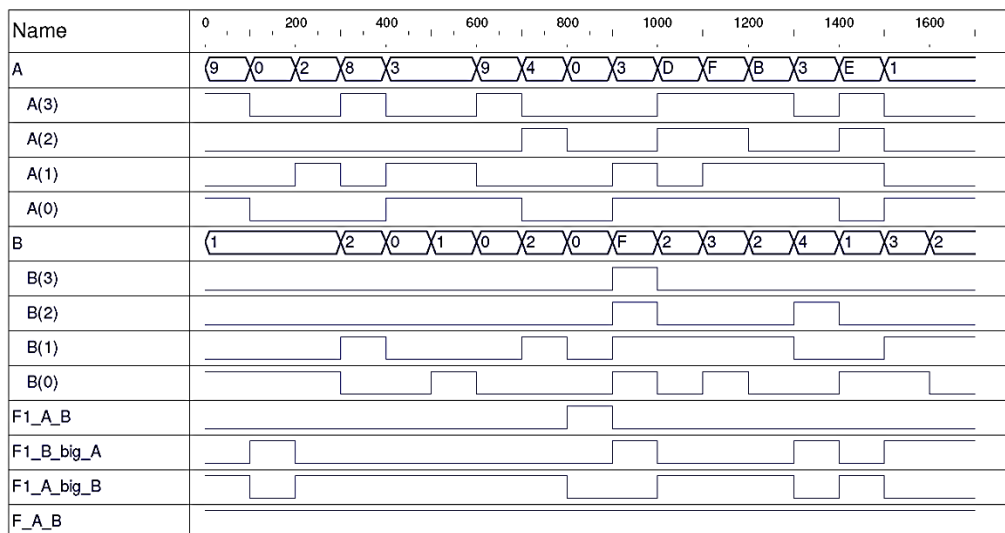 Name 0 200 400 600 800 1000 1200 1400 1600
A 9 0 2 8 3 9 4 0 3 D F B 3 E 1
A(3)
A(2)
A(1)
A(0)
B 1 2 0 1 0 2 0 F 2 3 2 4 1 3 2
B(3)
B(2)
B(1)
B(0)
F1_A_B
F1_B_big_A
F1_A_big_B
F_A_B